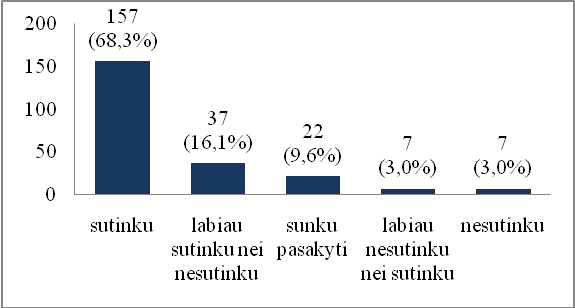 200
150
100
50
0
157
(68,3%)
37
(16,1%)
22
(9,6%)
7
(3,0%)
7
(3,0%)
sutinku
labiau
sutinku nei
nesutinku
sunku
pasakyti
labiau
nesutinku
nei sutinku
nesutinku